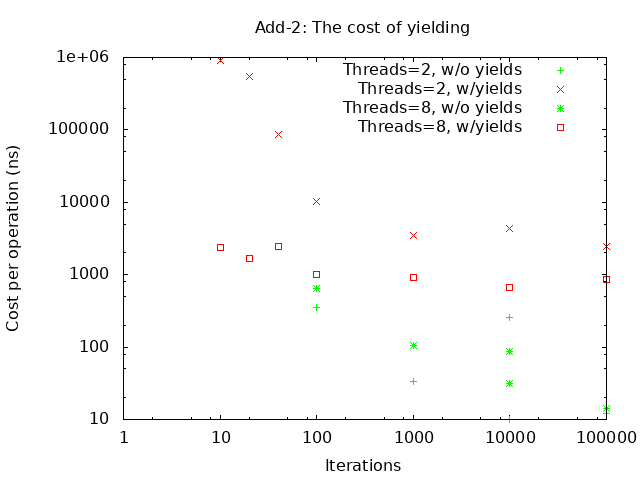 Add-2: The cost of yielding
1e+06
100000
10000
1000
100
10
Cost per operation (ns)
Threads=2, w/o yields
Threads=2, w/yields
Threads=8, w/o yields
Threads=8, w/yields
1 10 100 1000 10000 100000
Iterations